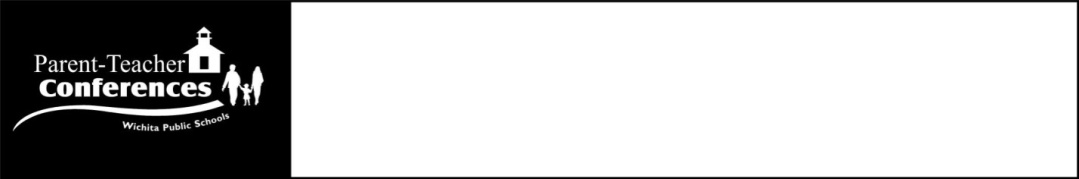 Parent-Teacher
Conferences
Wichita Public Schools